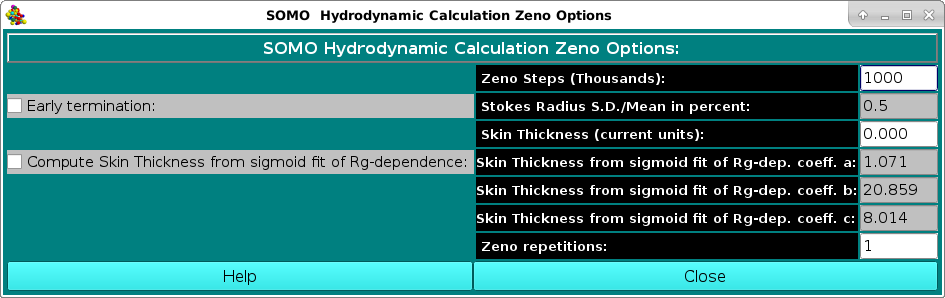 SOMO Hydrodynamic Calculation Zeno Options
SOMO Hydrodynamic Calculation Zeno Options:
Zeno Steps (Thousands): 1000
Early termination: Stokes Radius S.D./Mean in percent: 0.5
Skin Thickness (current units): 0.000
Compute Skin Thickness from sigmoid fit of Rg-dependence: Skin Thickness from sigmoid fit of Rg-dep. coeff. a: 1.071
Skin Thickness from sigmoid fit of Rg-dep. coeff. b: 20.859
Skin Thickness from sigmoid fit of Rg-dep. coeff. c: 8.014
Zeno repetitions: 1
Help Close